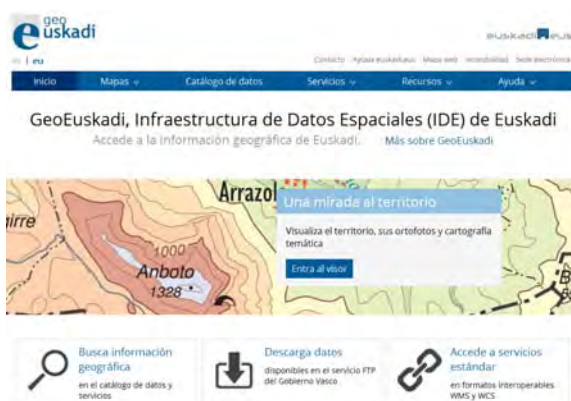 geo
euskadi
euskadi eus
es | eu
Contacto Ayuda euskadi.eus Mapa web Accesibilidad Sede electrónica
Inicio Mapas Catálogo de datos Servicios Recursos Ayuda
GeoEuskadi, Infraestructura de Datos Espaciales (IDE) de Euskadi
Accede a la información geográfica de Euskadi. Más sobre GeoEuskadi
Arrazol
irre
Una mirada al territorio
Visualiza el territorio, sus ortofotos y cartografía
temática
1000
Anboto
1328
Entra al visor
Busca información
geográfica
en el catálogo de datos y
servicios
Descarga datos
disponibles en el servicio FTP
del Gobierno Vasco
Accede a servicios
estándar
en formatos interoperables
WMS y WCS